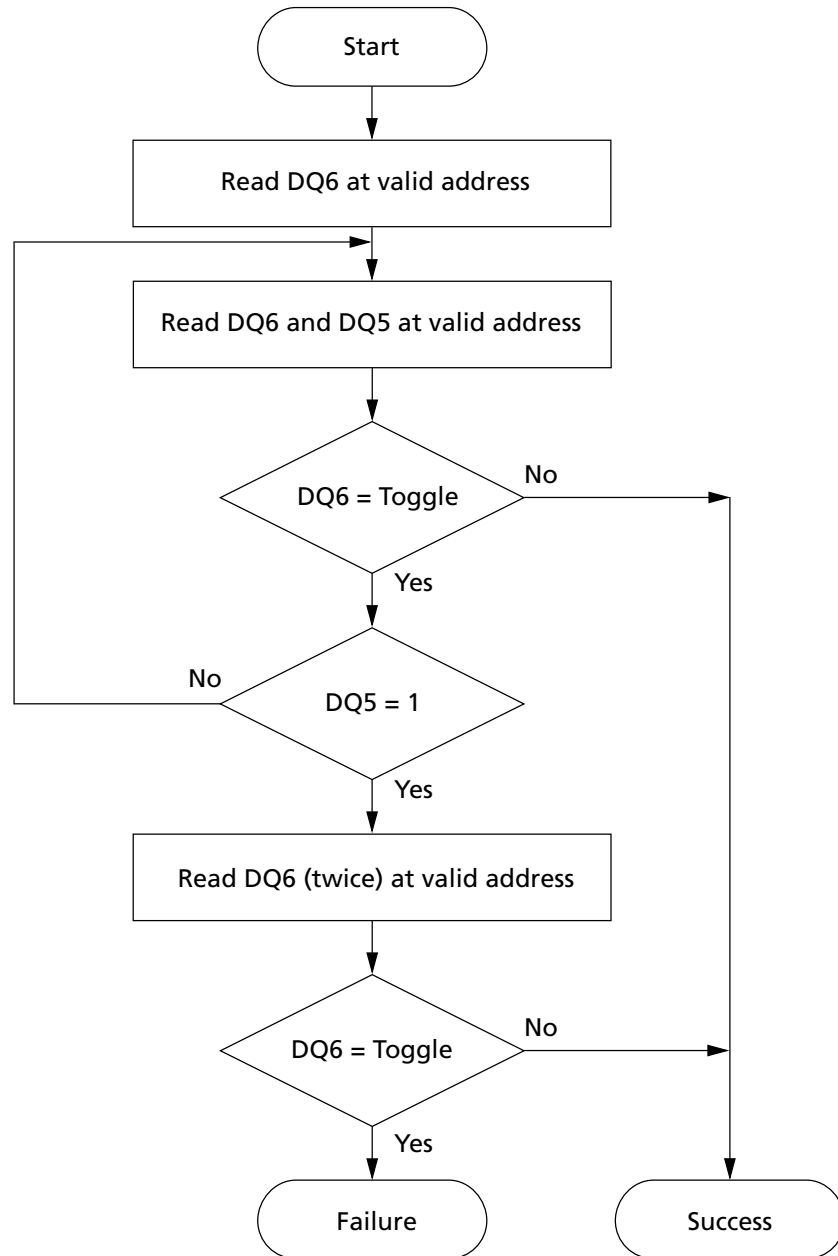 Start
Read DQ6 at valid address
Read DQ6 and DQ5 at valid address
DQ6 = Toggle
No
Yes
DQ5 = 1
No
Yes
Read DQ6 (twice) at valid address
DQ6 = Toggle
No
Yes
Failure
Success